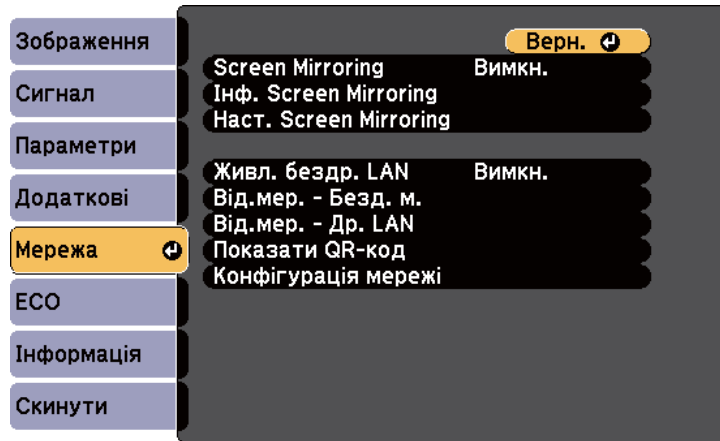 Зображення
Сигнал
Параметри
Додаткові
Мережа
ECO
Інформація
Скинути
Верн.
Screen Mirroring Вимкн.
Інф. Screen Mirroring
Наст. Screen Mirroring
Живл. бездр. LAN Вимкн.
Від.мер. - Безд. м.
Від.мер. - Др. LAN
Показати QR-код
Конфігурація мережі